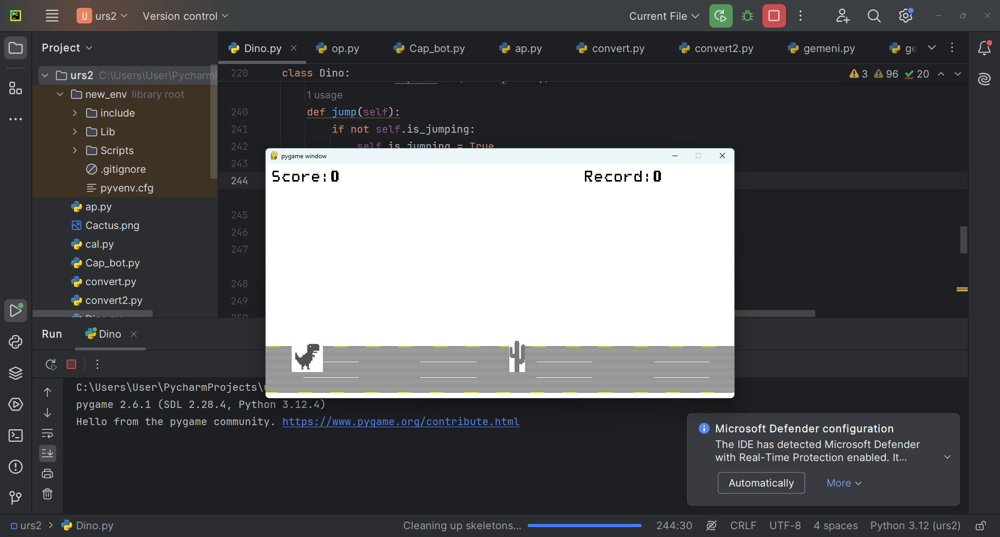 PC
U urs2
Version control
Current File
Project
Dino.py
op.py
Cap_bot.py
ap.py
convert.py
convert2.py
gemeni.py
ge
urs2 C:\Users\User\PycharmP
new_env library root
include
Lib
Scripts
.gitignore
pyvenv.cfg
ap.py
Cactus.png
cal.py
Cap_bot.py
convert.py
convert2.py
Dino.py
220 class Dino:
3 96 20
1 usage
240 def jump(self):
241 if not self.is_jumping:
242 self.is_jumping = True
243
244
245
246
247
248
249
250
pygame window
Score:0
Record:0
Run
Dino
C:\Users\User\PycharmProjects\u
pygame 2.6.1 (SDL 2.28.4, Python 3.12.4)
Hello from the pygame community. https://www.pygame.org/contribute.html
Microsoft Defender configuration
The IDE has detected Microsoft Defender
with Real-Time Protection enabled. It...
Automatically
More
urs2 > Dino.py
Cleaning up skeletons...
244:30
CRLF
UTF-8
4 spaces
Python 3.12 (urs2)